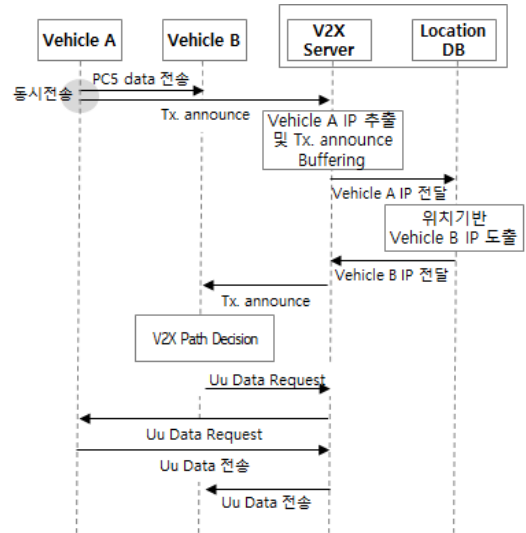 Vehicle A
Vehicle B
V2X
Server
Location
DB
PC5 data 전송
동시전송
Tx. announce
Vehicle A IP 추출
및 Tx. announce
Buffering
Vehicle A IP 전달
위치기반
Vehicle B IP 도출
Vehicle B IP 전달
Tx. announce
V2X Path Decision
Uu Data Request
Uu Data Request
Uu Data 전송
Uu Data 전송